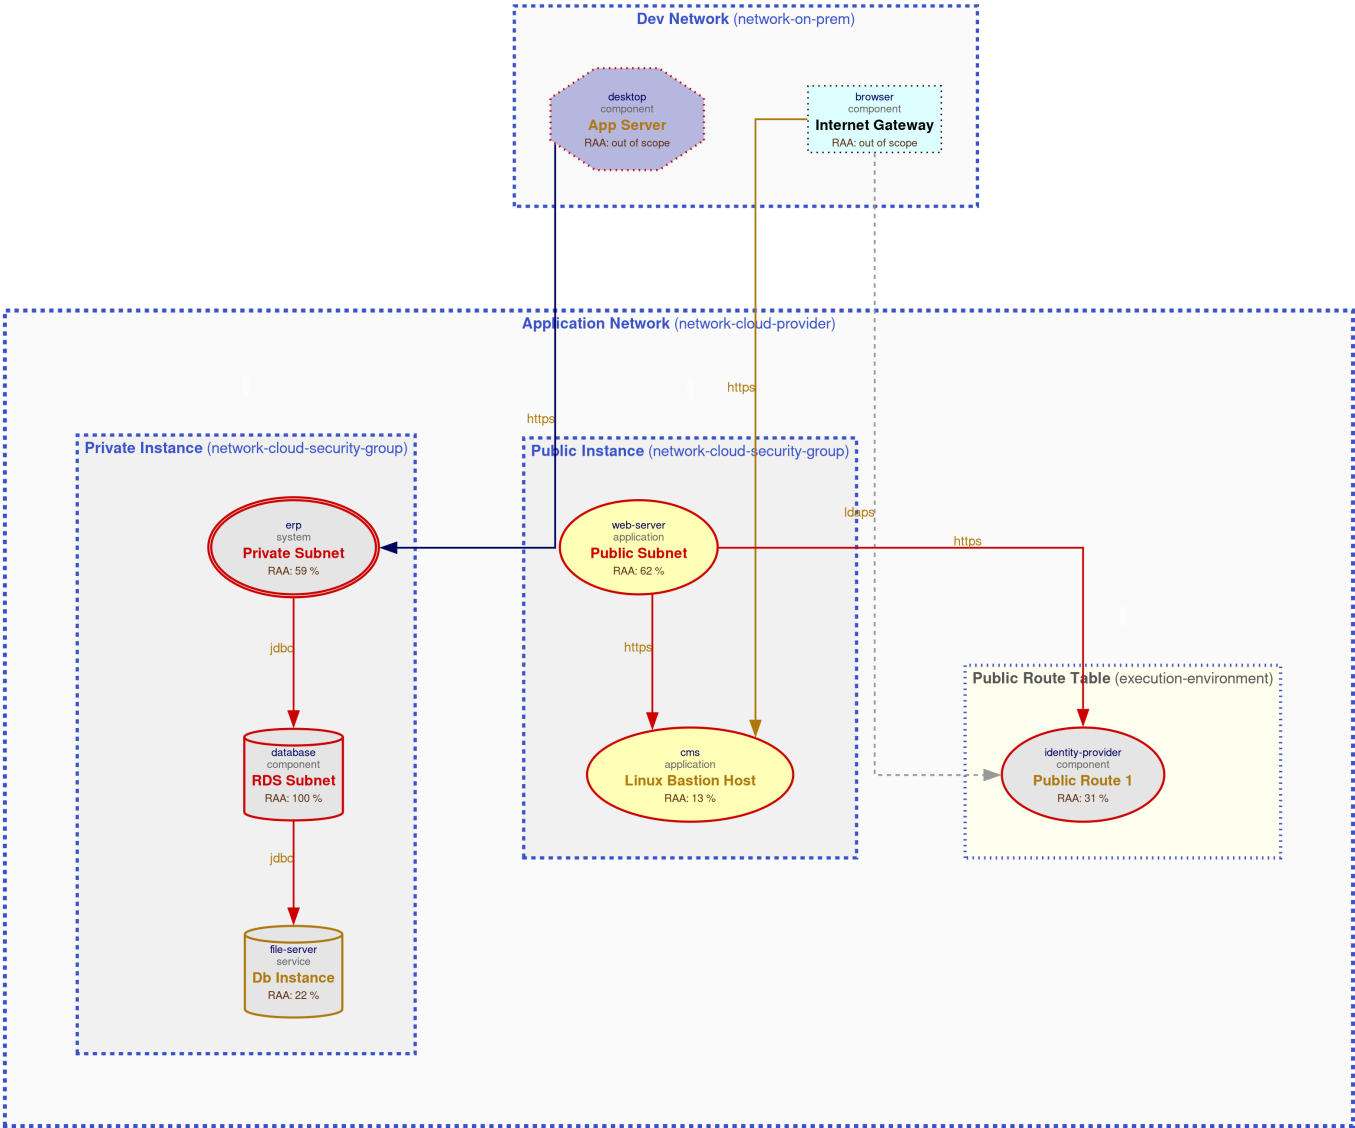 Dev Network (network-on-prem)
desktop
component
App Server
RAA: out of scope
browser
component
Internet Gateway
RAA: out of scope
Application Network (network-cloud-provider)
https
https
Private Instance (network-cloud-security-group)
Public Instance (network-cloud-security-group)
ldaps
https
erp
system
Private Subnet
RAA: 59 %
web-server
application
Public Subnet
RAA: 62 %
jdbc
https
Public Route Table (execution-environment)
database
component
RDS Subnet
RAA: 100 %
cms
application
Linux Bastion Host
RAA: 13 %
identity-provider
component
Public Route 1
RAA: 31 %
jdbc
file-server
service
Db Instance
RAA: 22 %